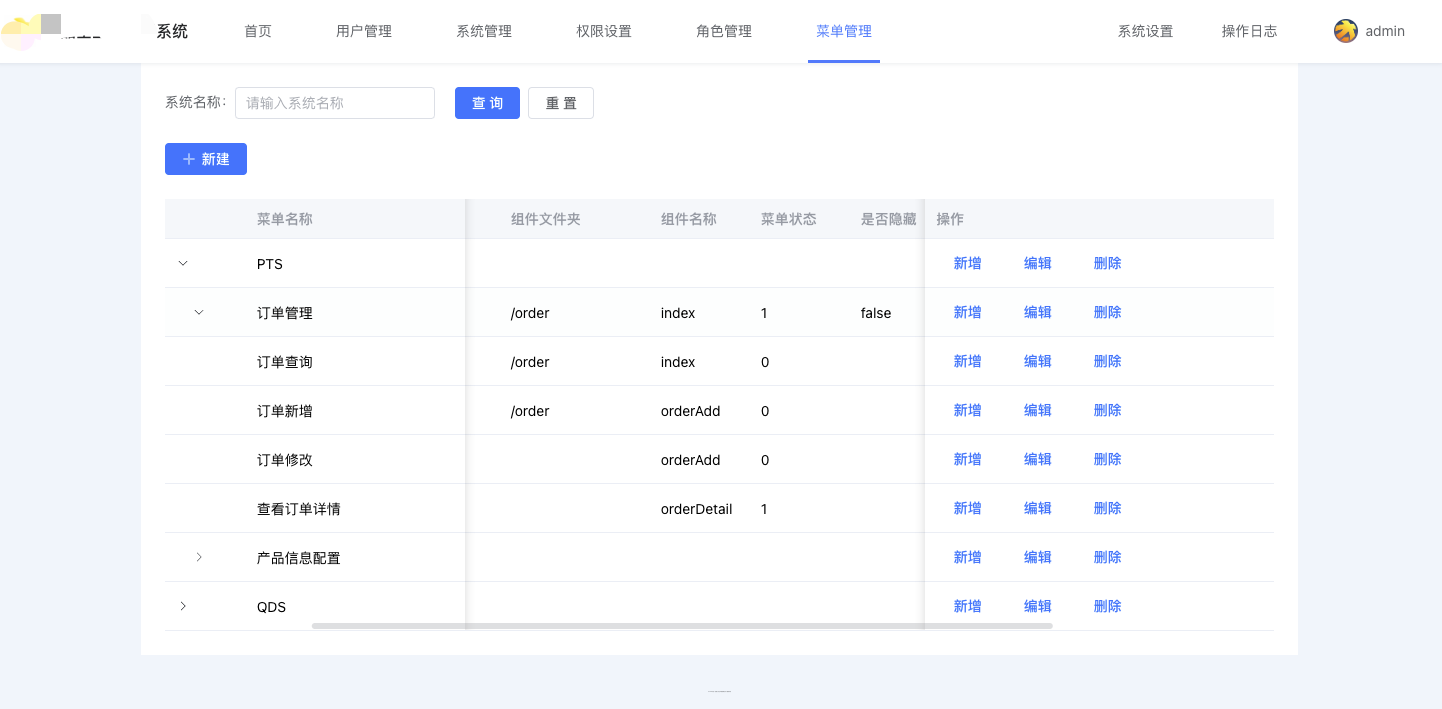 系统 首页 用户管理 系统管理 权限设置 角色管理 菜单管理 系统设置 操作日志 admin
系统名称: 请输入系统名称 查 询 重 置
新建
菜单名称 组件文件夹 组件名称 菜单状态 是否隐藏 操作
PTS 新增 编辑 删除
订单管理 /order index 1 false 新增 编辑 删除
订单查询 /order index 0 新增 编辑 删除
订单新增 /order orderAdd 0 新增 编辑 删除
订单修改 orderAdd 0 新增 编辑 删除
查看订单详情 orderDetail 1 新增 编辑 删除
产品信息配置 新增 编辑 删除
QDS 新增 编辑 删除